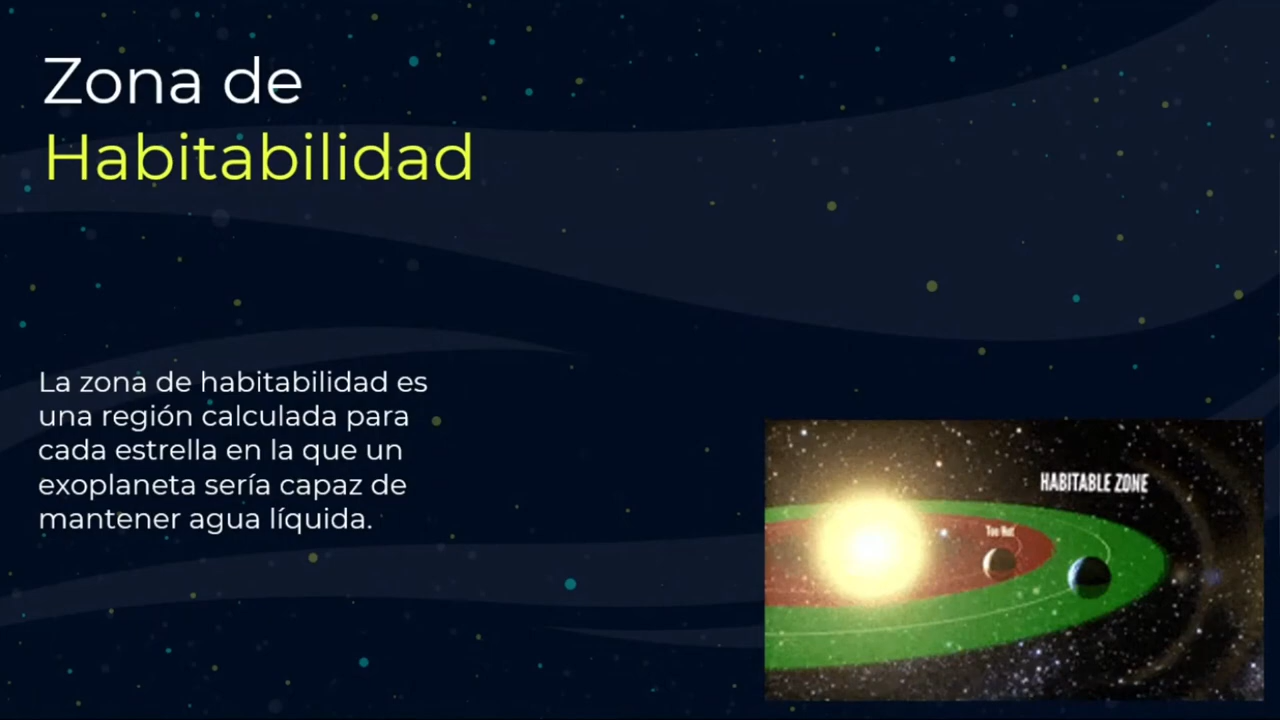 Zona de
Habitabilidad
La zona de habitabilidad es
una región calculada para
cada estrella en la que un
exoplaneta sería capaz de
mantener agua líquida.
HABITABLE ZONE
Too Hot